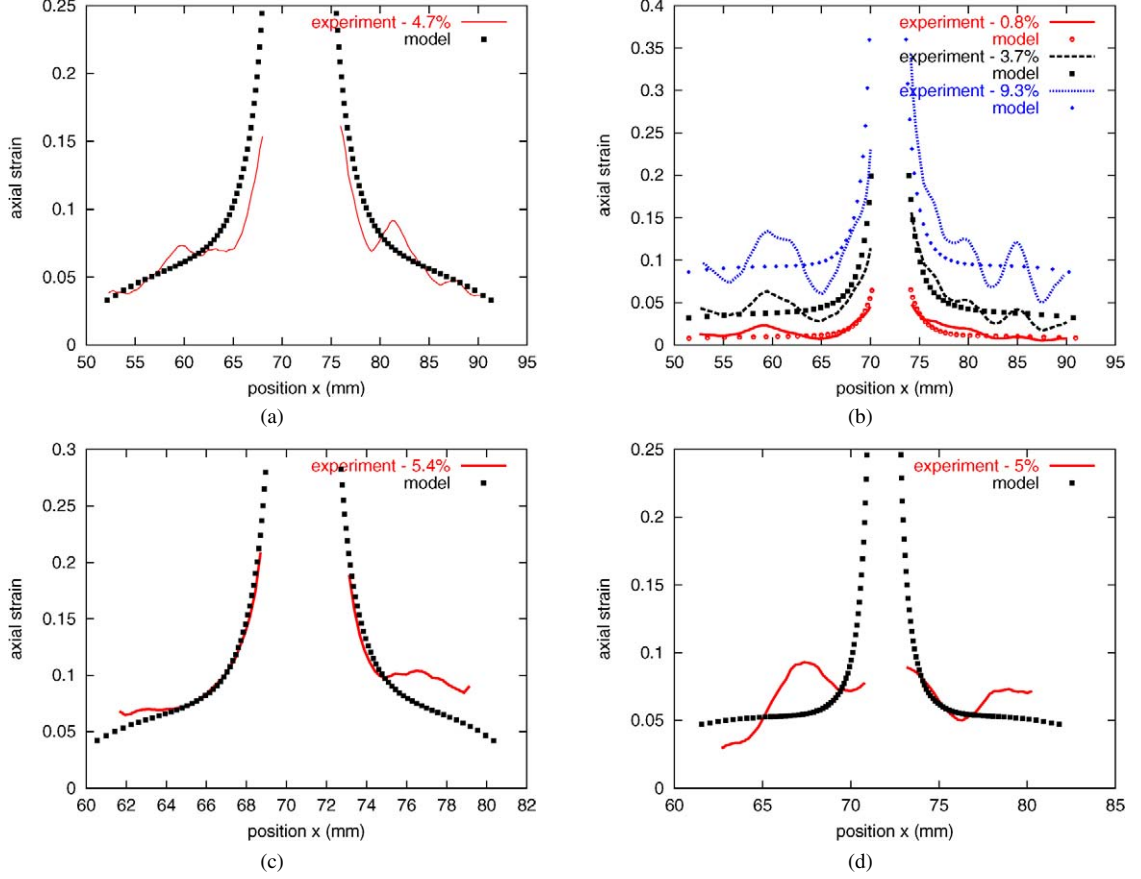 0.25
0.2
0.15
0.1
0.05
0
axial strain
experiment - 4.7%
model
50 55 60 65 70 75 80 85 90 95
position x (mm)
(a)
0.4
0.35
0.3
0.25
0.2
0.15
0.1
0.05
0
axial strain
experiment - 0.8%
model
experiment - 3.7%
model
experiment - 9.3%
model
50 55 60 65 70 75 80 85 90 95
position x (mm)
(b)
0.3
0.25
0.2
0.15
0.1
0.05
0
axial strain
experiment - 5.4%
model
60 62 64 66 68 70 72 74 76 78 80 82
position x (mm)
(c)
0.25
0.2
0.15
0.1
0.05
0
axial strain
experiment - 5%
model
60 65 70 75 80 85
position x (mm)
(d)